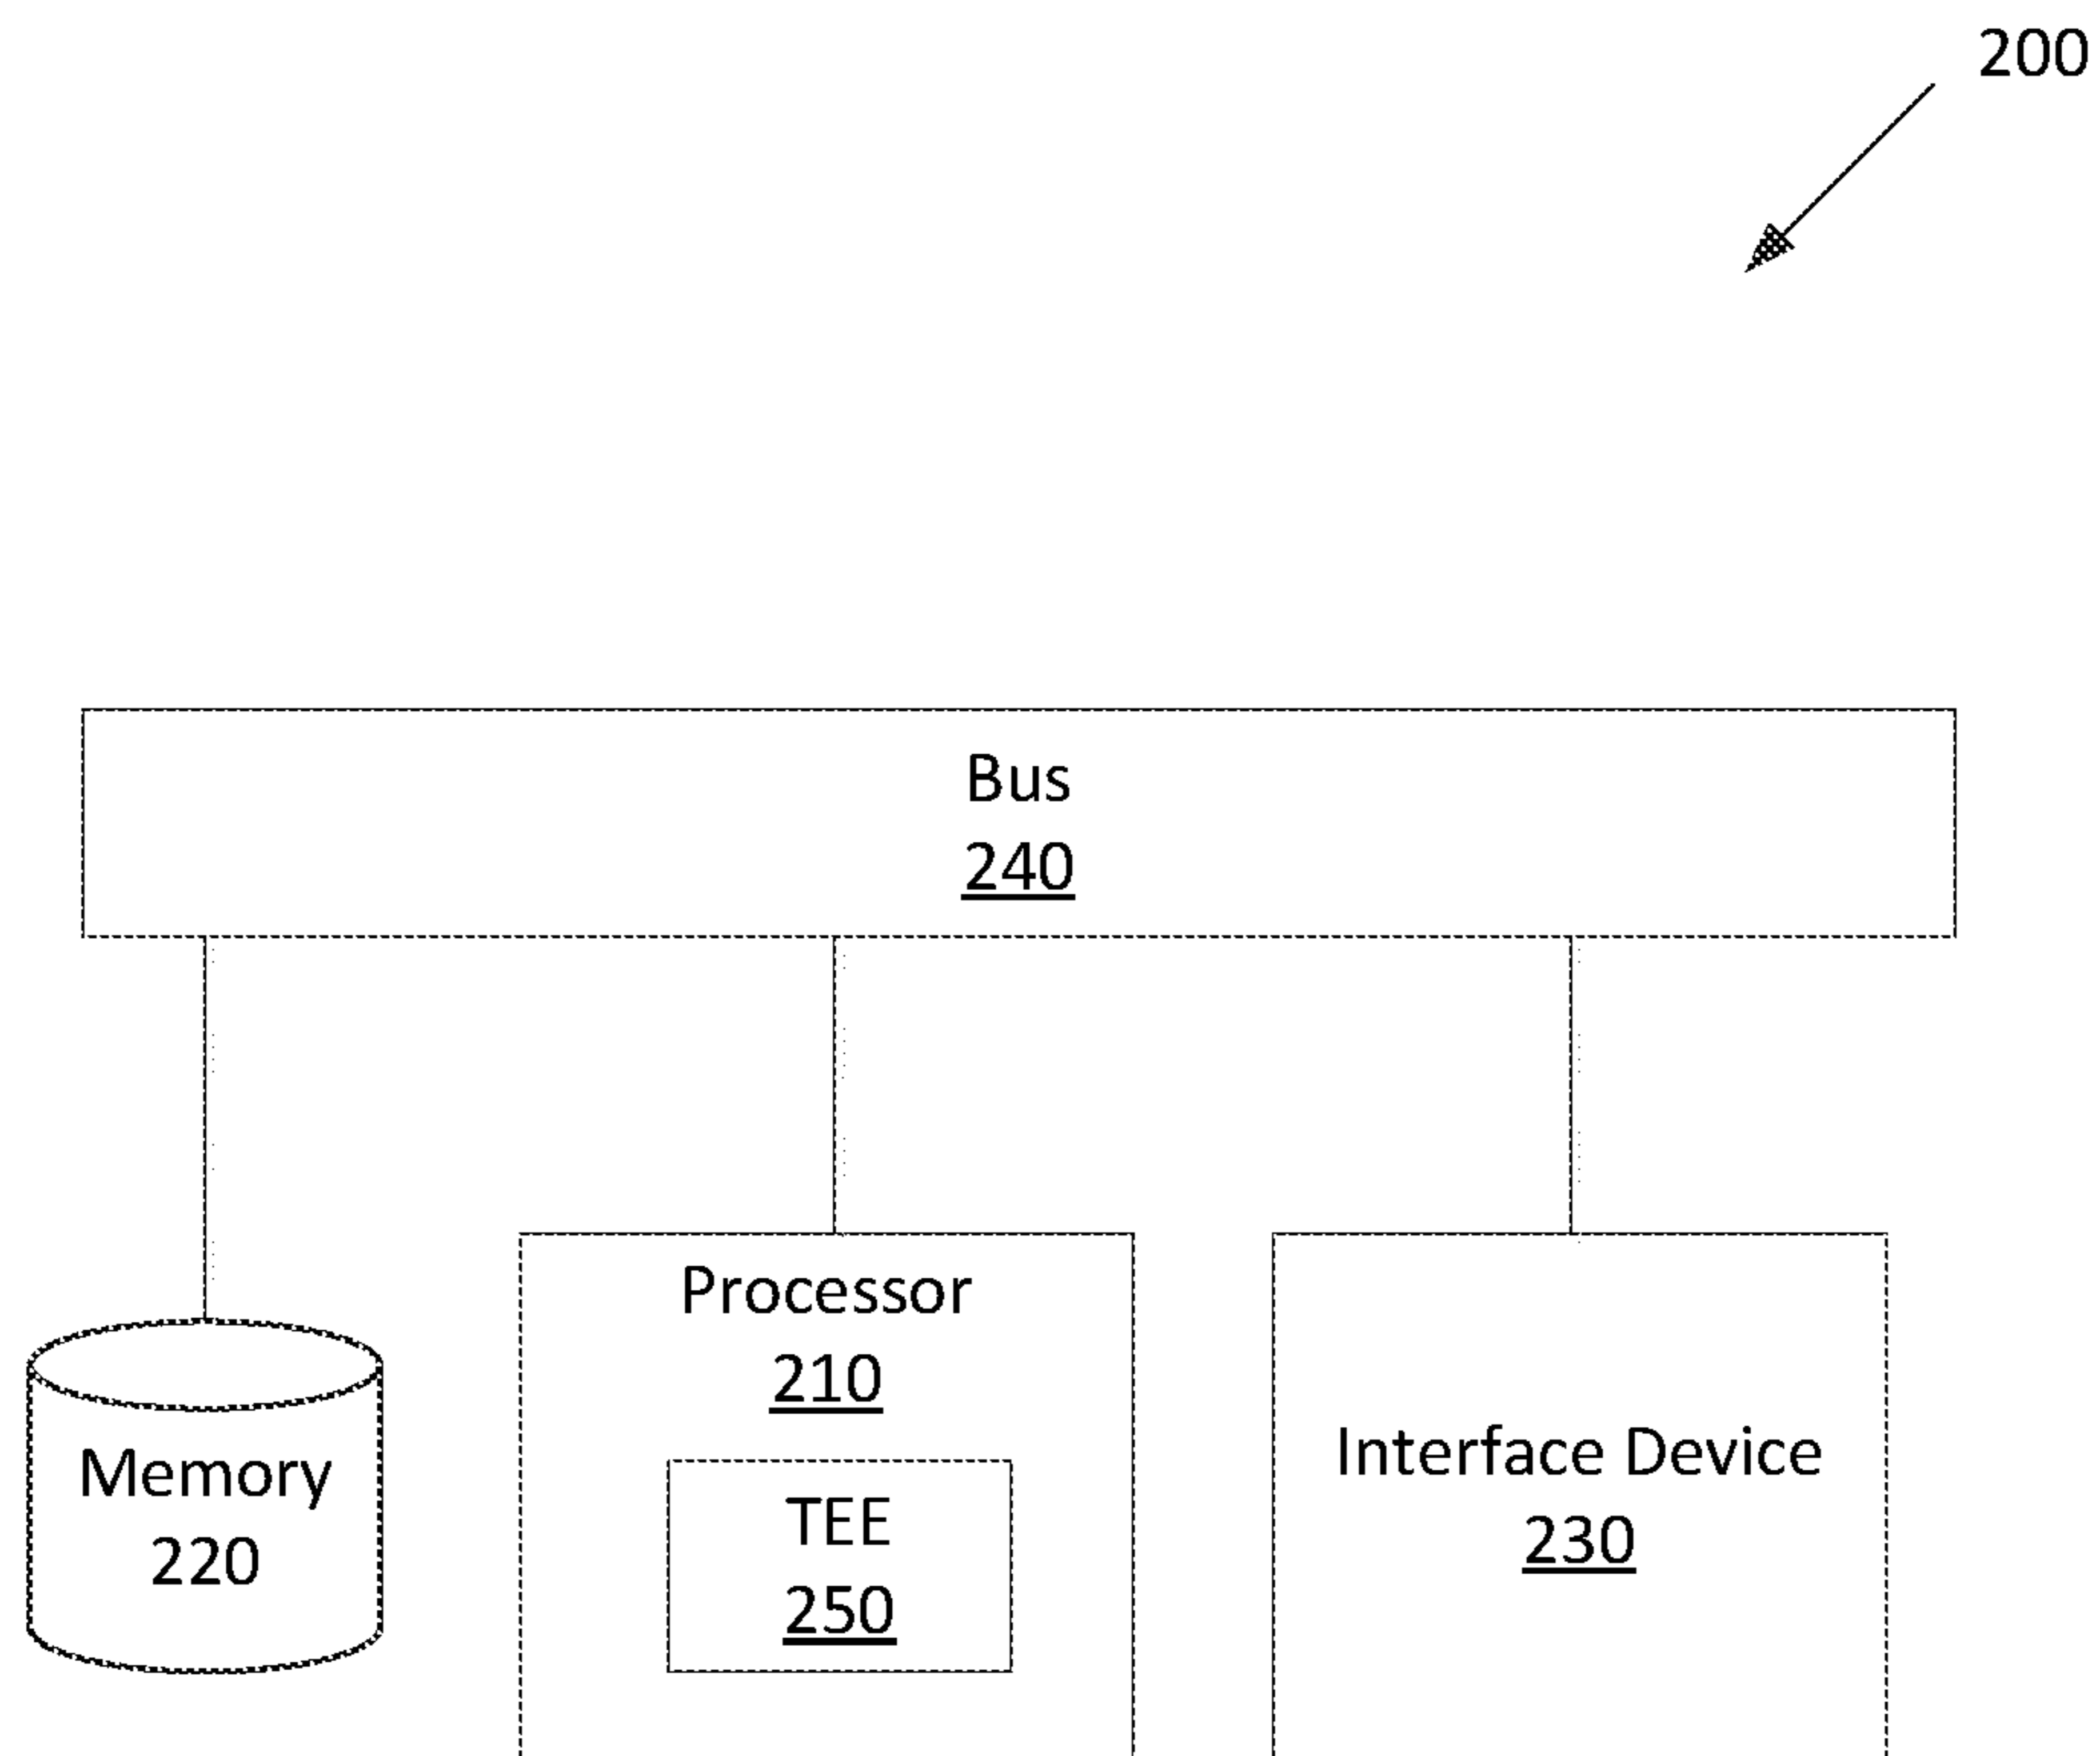 200
Bus
240
Processor
210
Memory
220
TEE
250
Interface Device
230